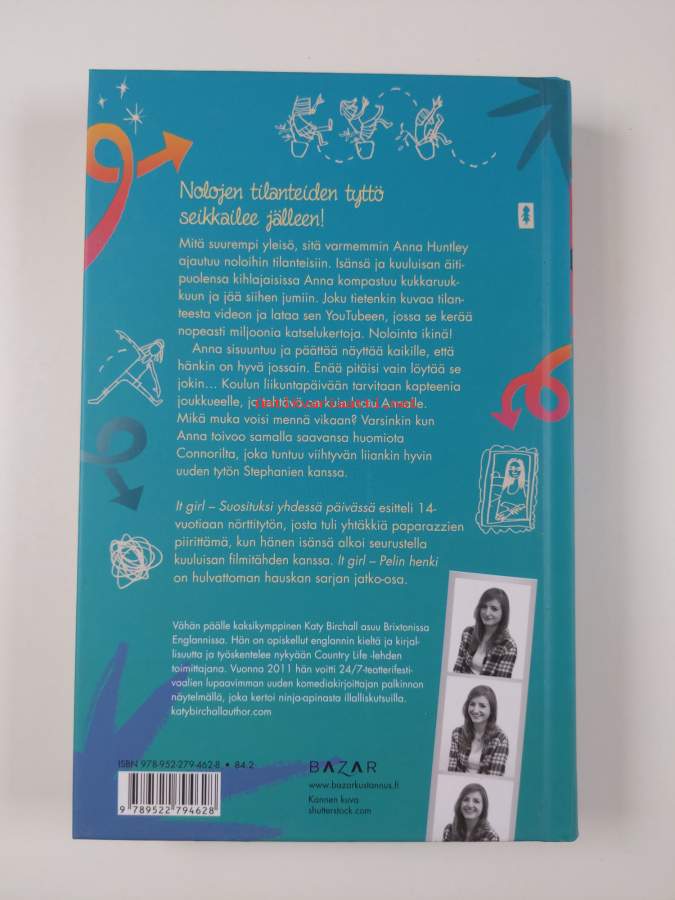 Nolojen tilanteiden tyttö
seikkailee jälleen!
Mitä suurempi yleisö, sitä varmemmin Anna Huntley
ajautuu noloihin tilanteisiin. Isänsä ja kuuluisan äiti-
puolensa kihlajaisissa Anna kompastuu kukkaruuk-
kuun ja jää siihen jumiin. Joku tietenkin kuvaa tilan-
teesta videon ja lataa sen YouTubeen, jossa se kerää
nopeasti miljoonia katselukertoja. Nolointa ikinä!
Anna sisuuntuu ja päättää näyttää kaikille, että
hänkin on hyvä jossain. Enää pitäisi vain löytää se
jokin... Koulun liikuntapäivään tarvitaan kapteenia
joukkueelle, ja tehtävä lankeaa Annalle.
Mikä muka voisi mennä vikaan? Varsinkin kun
Anna toivoo samalla saavansa huomiota
Connorilta, joka tuntuu viihtyvän liiankin hyvin
uuden tytön Stephanien kanssa.
It girl – Suosituksi yhdessä päivässä esitteli 14-
vuotiaan nörttitytön, josta tuli yhtäkkiä paparazzien
piirittämä, kun hänen isänsä alkoi seurustella
kuuluisan filmitähden kanssa. It girl – Pelin henki
on hulvattoman hauskan sarjan jatko-osa.
Vähän päälle kaksikymppinen Katy Birchall asuu Brixtonissa
Englannissa. Hän on opiskellut englannin kieltä ja kirjal-
lisuutta ja työskentelee nykyään Country Life -lehden
toimittajana. Vuonna 2011 hän voitti 24/7-teatterifesti-
vaalien lupaavimman uuden komediakirjoittajan palkinnon
näytelmällä, joka kertoi ninja-apinasta illalliskutsuilla.
katybirchallauthor.com
ISBN 978-952-279-462-8 • 84.2
9 789522 794628
BAZAR
www.bazarkustannus.fi
Kannen kuva
shutterstock.com